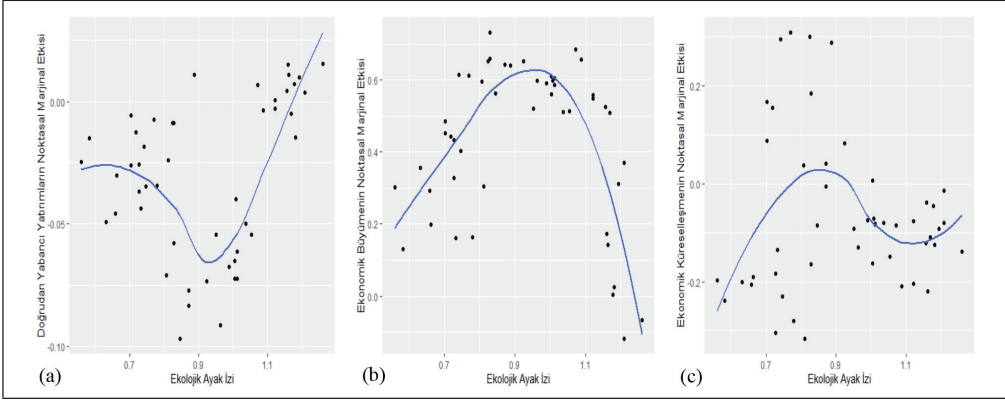 Doğrudan Yabancı Yatırımların Noktasal Marjinal Etkisi
0.00
-0.05
-0.10
0.7
0.9
1.1
(a)
Ekolojik Ayak İzi
Ekonomik Büyümenin Noktasal Marjinal Etkisi
0.6
0.4
0.2
0.0
0.7
0.9
1.1
(b)
Ekolojik Ayak İzi
Ekonomik Küreselleşmenin Noktasal Marjinal Etkisi
0.2
0.0
-0.2
0.7
0.9
1.1
(c)
Ekolojik Ayak İzi